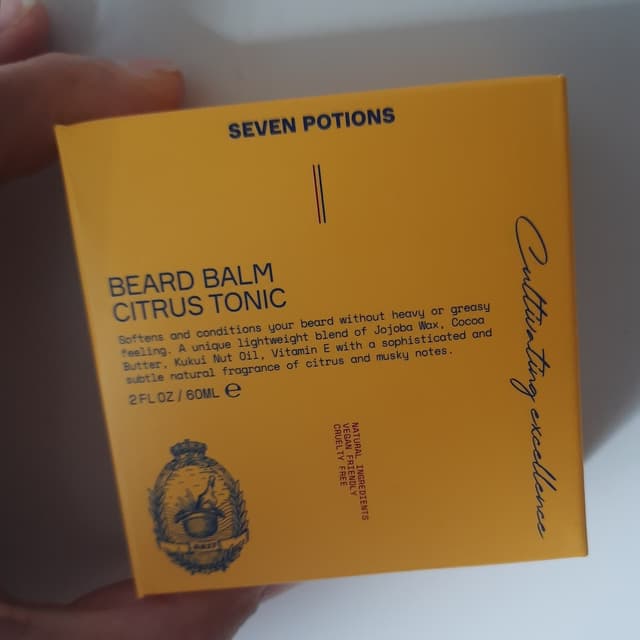 SEVEN POTIONS
BEARD BALM
CITRUS TONIC
Softens and conditions your beard without heavy or greasy
feeling. A unique lightweight blend of Jojoba Wax, Cocoa
Butter, Kukui Nut Oil, Vitamin E with a sophisticated and
subtle natural fragrance of citrus and musky notes.
2 FL OZ / 60ML ℮
NATURAL INGREDIENTS
VEGAN FRIENDLY
CRUELTY FREE
Cultivating excellence